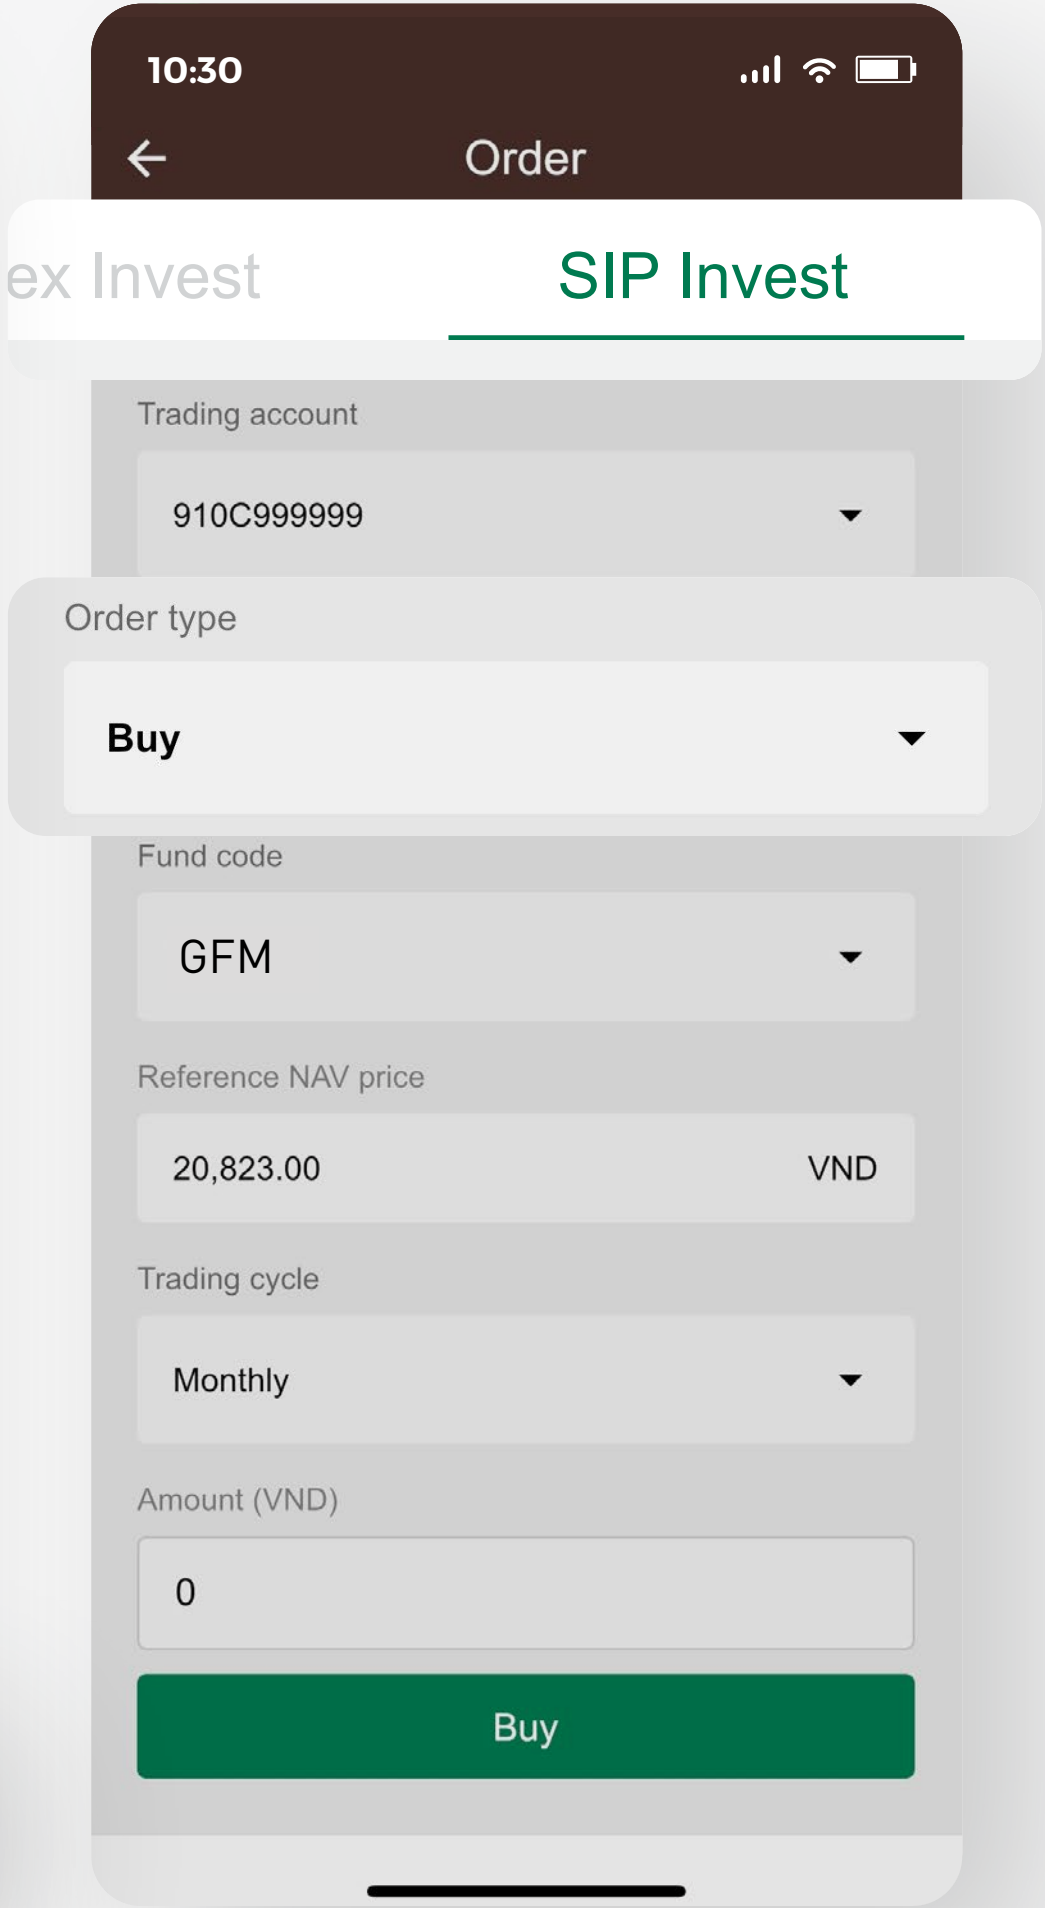 10:30
Order
ex Invest
SIP Invest
Trading account
910C999999
Order type
Buy
Fund code
GFM
Reference NAV price
20,823.00 VND
Trading cycle
Monthly
Amount (VND)
0
Buy